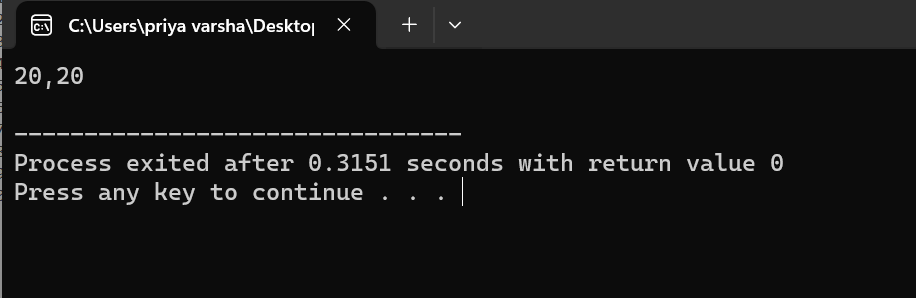 C:\Users\priya varsha\Desktop
20,20
--------------------------------
Process exited after 0.3151 seconds with return value 0
Press any key to continue . . .